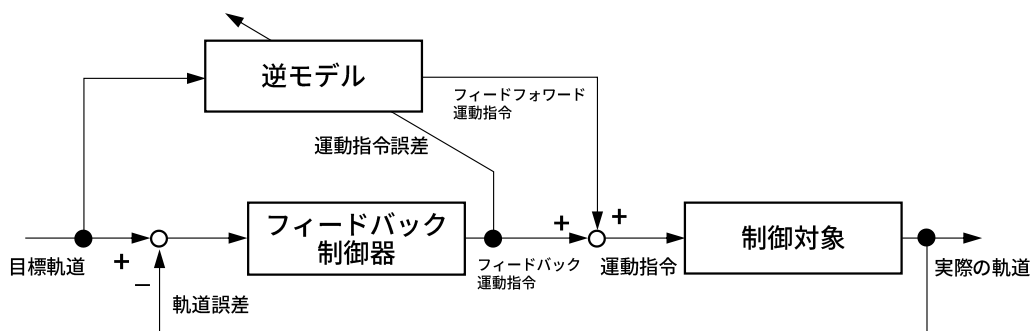 逆モデル
フィードフォワード
運動指令
運動指令誤差
フィードバック
制御器
制御対象
目標軌道
+
−
軌道誤差
フィードバック
運動指令
+
+
運動指令
実際の軌道